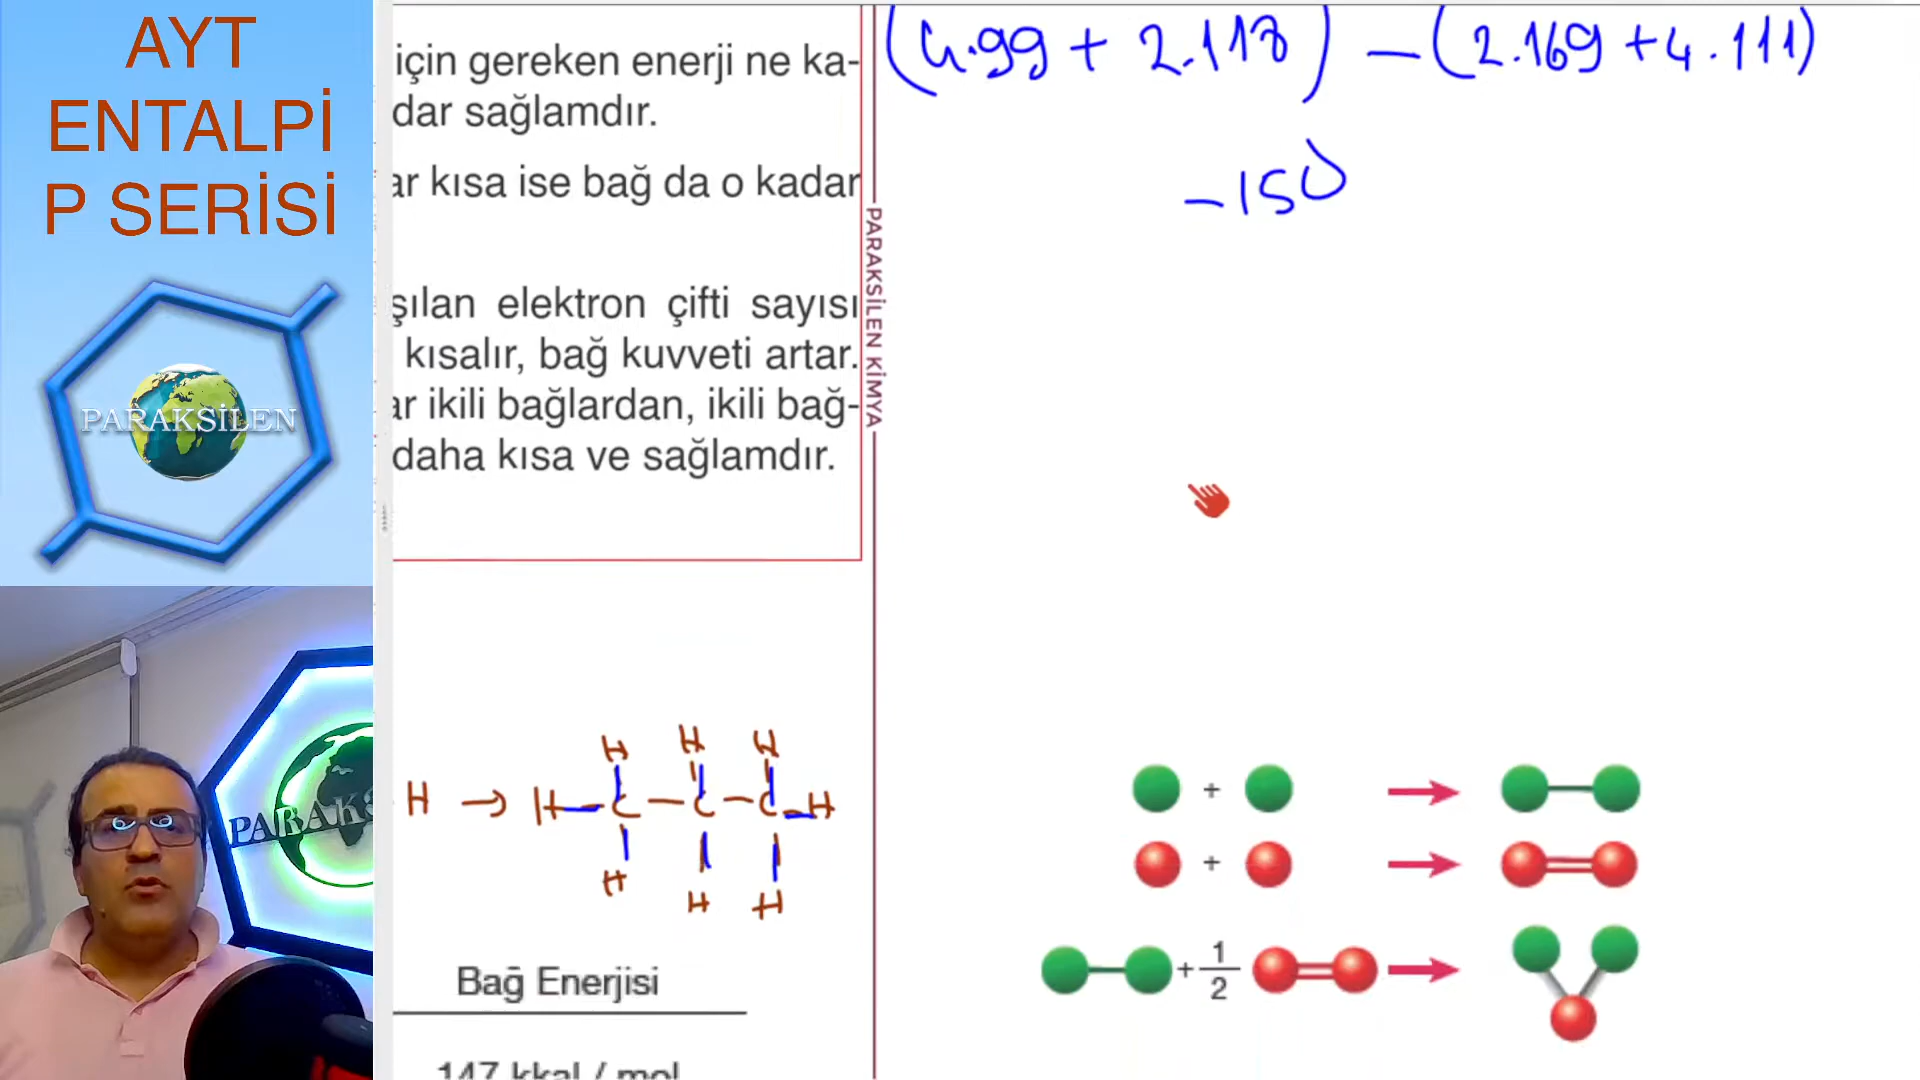 AYT
ENTALPİ
P SERİSİ
PARAKSİLEN
için gereken enerji ne ka-
dar sağlamdır.
ar kısa ise bağ da o kadar
şılan elektron çifti sayısı
kısalır, bağ kuvveti artar.
ar ikili bağlardan, ikili bağ-
daha kısa ve sağlamdır.
PARAKSİLEN KİMYA
(4.99 + 2.118) - (2.169 + 4.111)
-150
H H H
H → H - C - C - C - H
H H H
Bağ Enerjisi
147 kkal / mol
+
+
+ 1/2
PARAKS